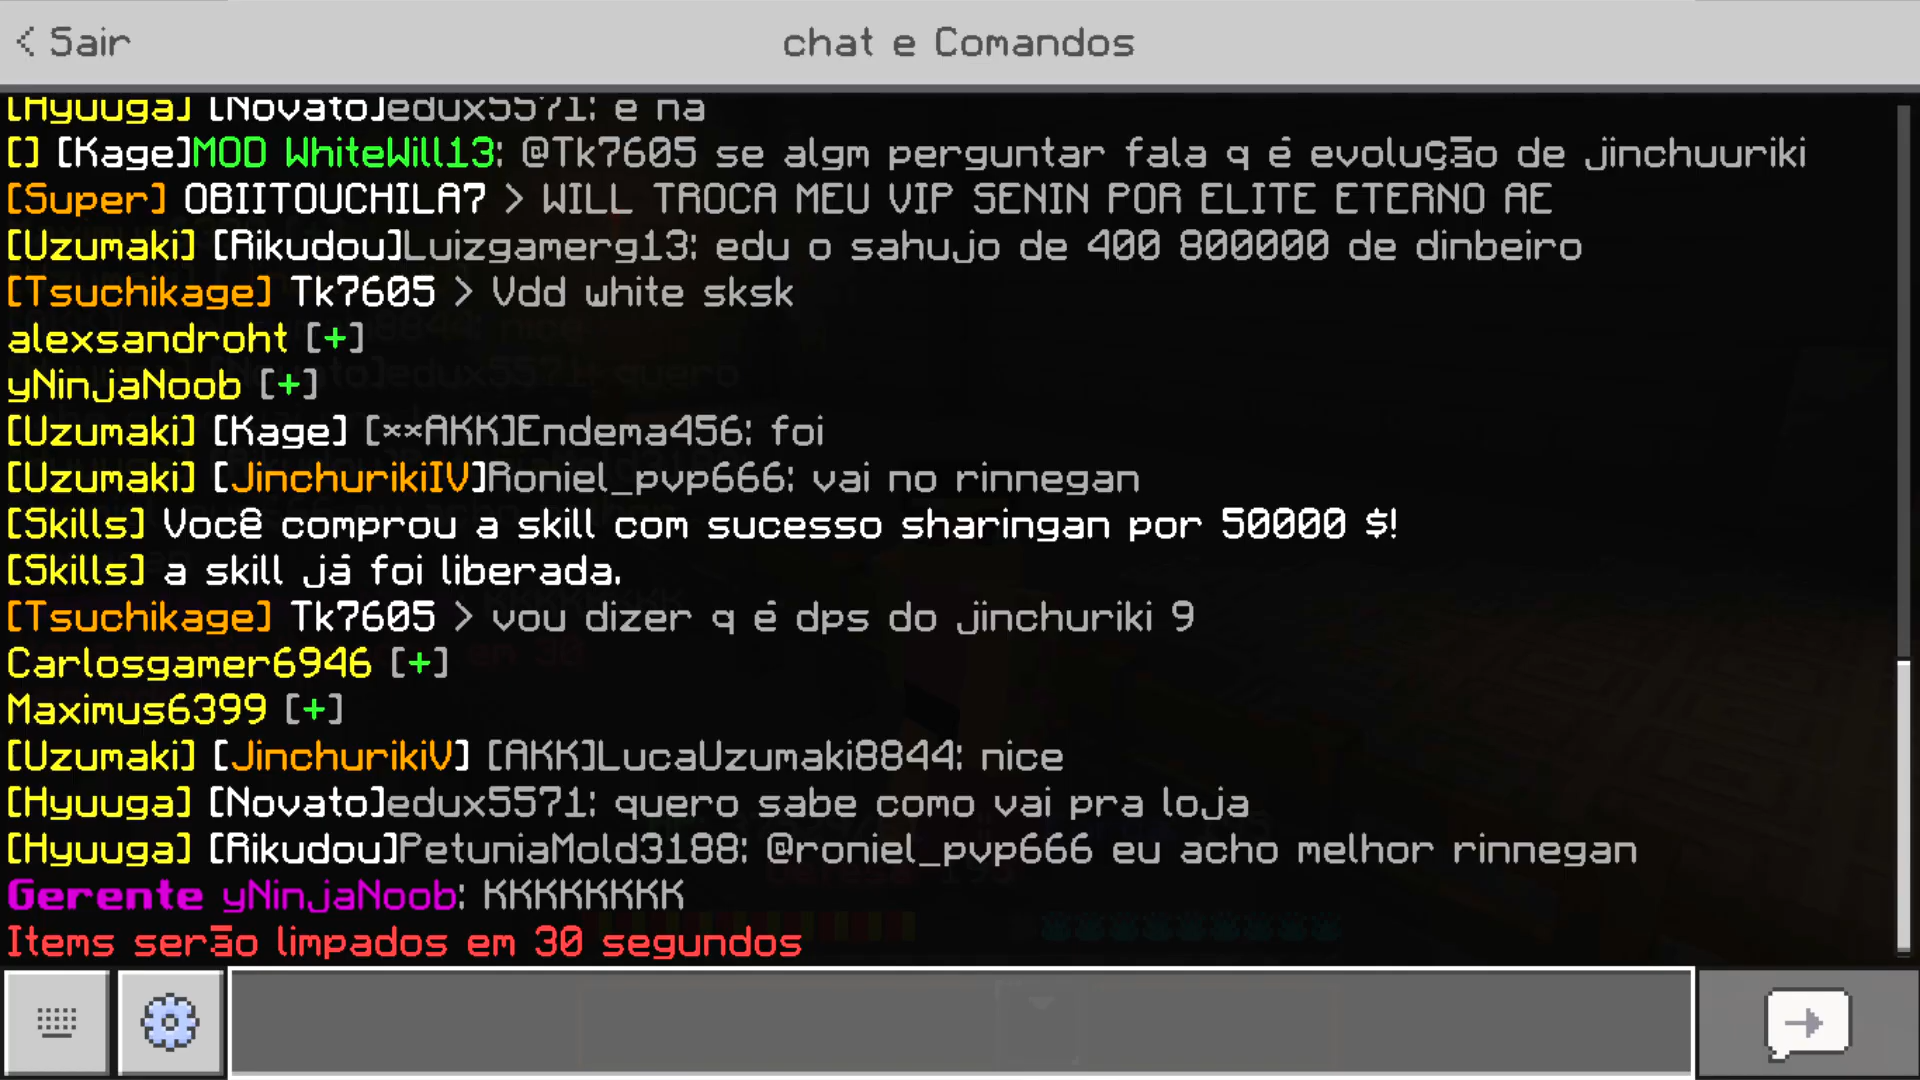 < Sair
chat e Comandos
[Hyuuga] [Novato]edux5571: e na
[] [Kage]MOD WhiteWill13: @Tk7605 se algm perguntar fala q é evolução de jinchuuriki
[Super] OBIITOUCHILA7 > WILL TROCA MEU VIP SENIN POR ELITE ETERNO AE
[Uzumaki] [Rikudou]Luizgamerg13: edu o sahujo de 400 800000 de dinbeiro
[Tsuchikage] Tk7605 > Vdd white sksk
alexsandroht [+]
yNinjaNoob [+]
[Uzumaki] [Kage] [××AKK]Endema456: foi
[Uzumaki] [JinchurikiIV]Roniel_pvp666: vai no rinnegan
[Skills] Você comprou a skill com sucesso sharingan por 50000 $!
[Skills] a skill já foi liberada.
[Tsuchikage] Tk7605 > vou dizer q é dps do jinchuriki 9
Carlosgamer6946 [+]
Maximus6399 [+]
[Uzumaki] [JinchurikiV] [AKK]LucaUzumaki8844: nice
[Hyuuga] [Novato]edux5571: quero sabe como vai pra loja
[Hyuuga] [Rikudou]PetuniaMold3188: @roniel_pvp666 eu acho melhor rinnegan
Gerente yNinjaNoob: KKKKKKKK
Items serão limpados em 30 segundos